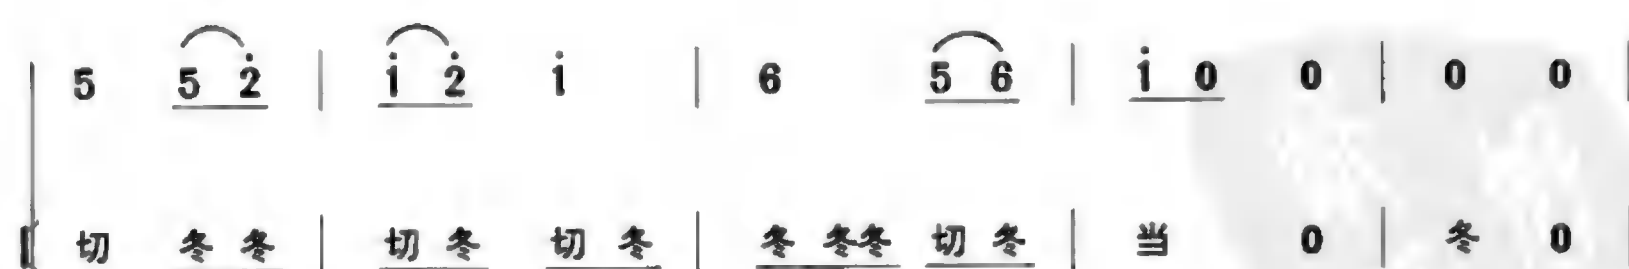 5 5 2̇ | 1̇ 2̇ 1̇ | 6 5 6 | 1̇ 0 0 | 0 0 |
切 冬 冬 | 切 冬 切 冬 | 冬 冬冬 切 冬 | 当 0 | 冬 0